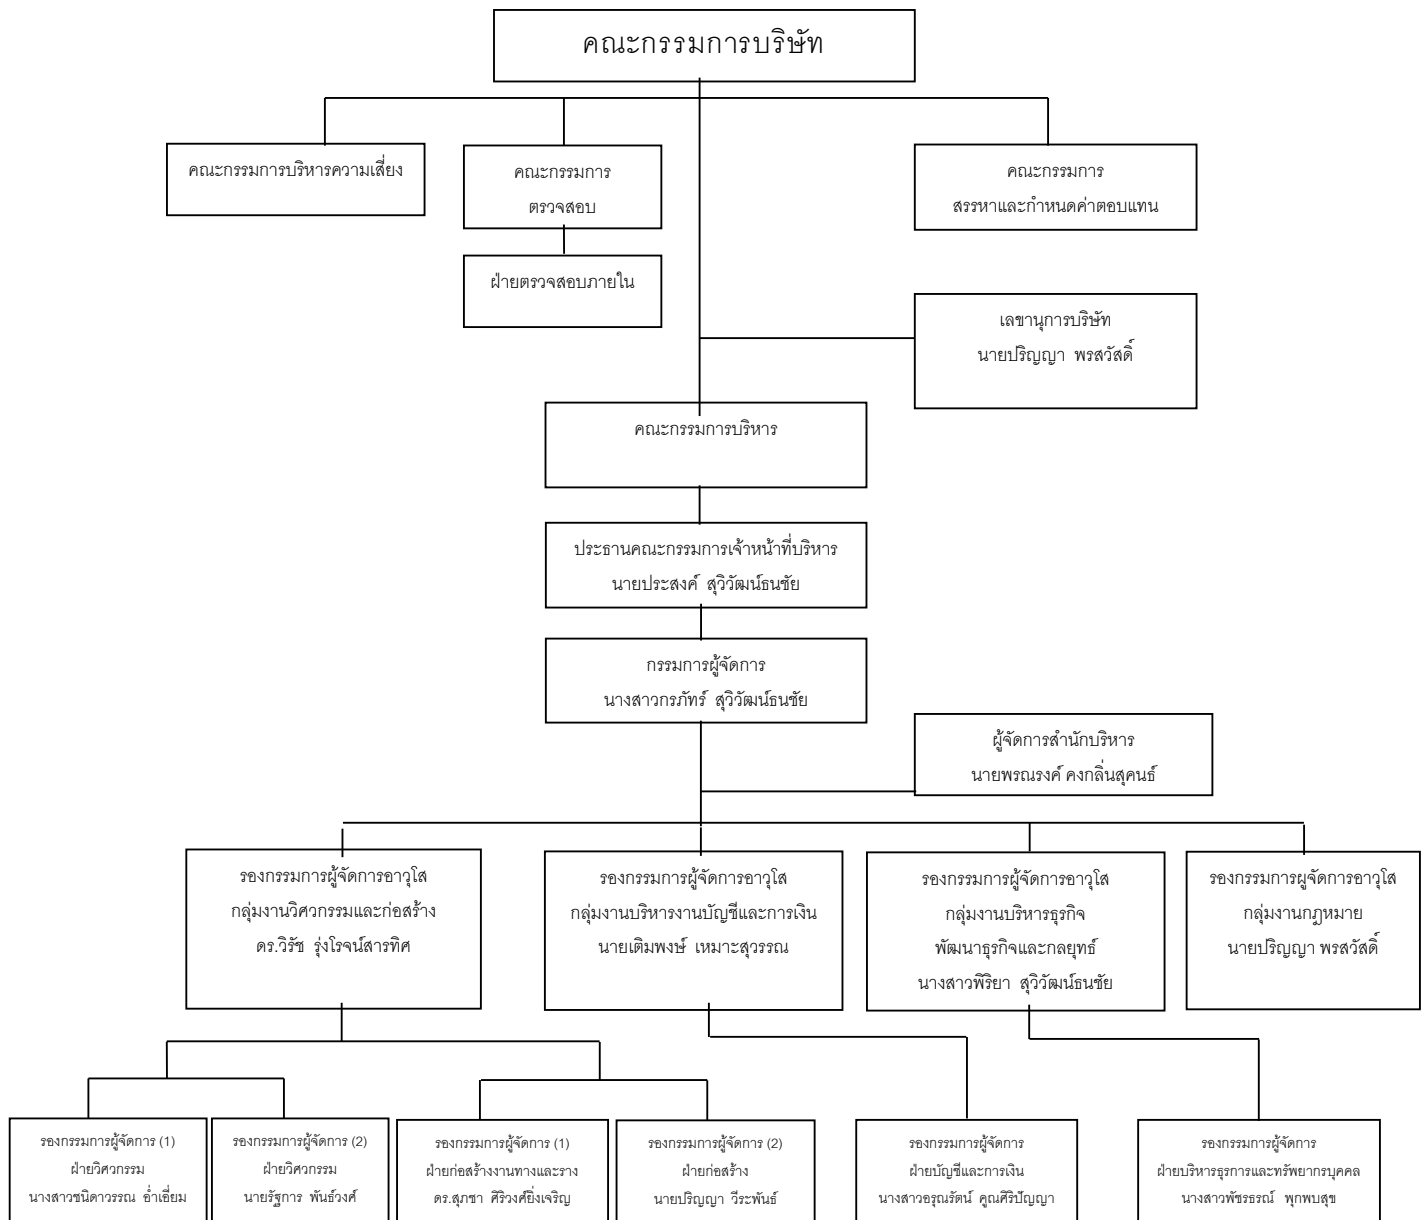 คณะกรรมการบริษัท
คณะกรรมการบริหารความเสี่ยง
คณะกรรมการ
ตรวจสอบ
คณะกรรมการ
สรรหาและกำหนดค่าตอบแทน
ฝ่ายตรวจสอบภายใน
เลขานุการบริษัท
นายปริญญา พรสวัสดิ์
คณะกรรมการบริหาร
ประธานคณะกรรมการเจ้าหน้าที่บริหาร
นายประสงค์ สุวิวัฒน์ธนชัย
กรรมการผู้จัดการ
นางสาวกรภัทร์ สุวิวัฒน์ธนชัย
ผู้จัดการสำนักบริหาร
นายพรณรงค์ คงกลิ่นสุคนธ์
รองกรรมการผู้จัดการอาวุโส
กลุ่มงานวิศวกรรมและก่อสร้าง
ดร.วิรัช รุ่งโรจน์สารทิศ
รองกรรมการผู้จัดการอาวุโส
กลุ่มงานบริหารงานบัญชีและการเงิน
นายเติมพงษ์ เหมาะสุวรรณ
รองกรรมการผู้จัดการอาวุโส
กลุ่มงานบริหารธุรกิจ
พัฒนาธุรกิจและกลยุทธ์
นางสาวพิริยา สุวิวัฒน์ธนชัย
รองกรรมการผู้จัดการอาวุโส
กลุ่มงานกฎหมาย
นายปริญญา พรสวัสดิ์
รองกรรมการผู้จัดการ (1)
ฝ่ายวิศวกรรม
นางสาวชนิดาวรรณ อ่ำเอี่ยม
รองกรรมการผู้จัดการ (2)
ฝ่ายวิศวกรรม
นายรัฐการ พันธ์วงศ์
รองกรรมการผู้จัดการ (1)
ฝ่ายก่อสร้างงานทางและราง
ดร.สุภชา ศิริวงศ์ยิ่งเจริญ
รองกรรมการผู้จัดการ (2)
ฝ่ายก่อสร้าง
นายปริญญา วีระพันธ์
รองกรรมการผู้จัดการ
ฝ่ายบัญชีและการเงิน
นางสาวอรุณรัตน์ คูณศิริปัญญา
รองกรรมการผู้จัดการ
ฝ่ายบริหารธุรการและทรัพยากรบุคคล
นางสาวพัชรธรณ์ พุกพบสุข